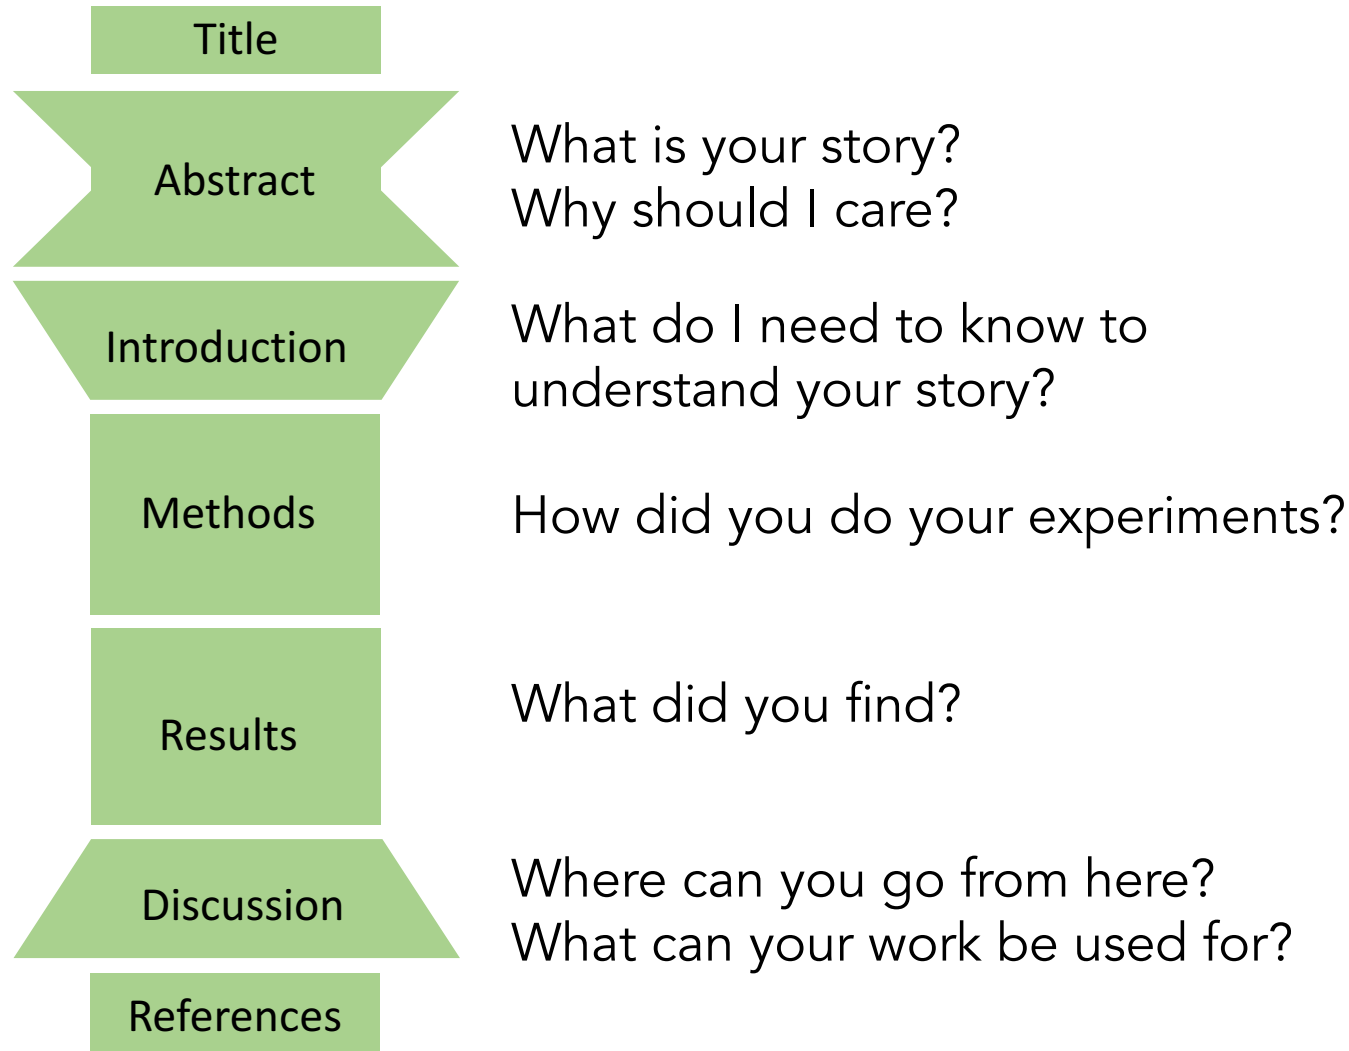 Title
Abstract
What is your story?
Why should I care?
Introduction
What do I need to know to
understand your story?
Methods
How did you do your experiments?
Results
What did you find?
Discussion
Where can you go from here?
What can your work be used for?
References